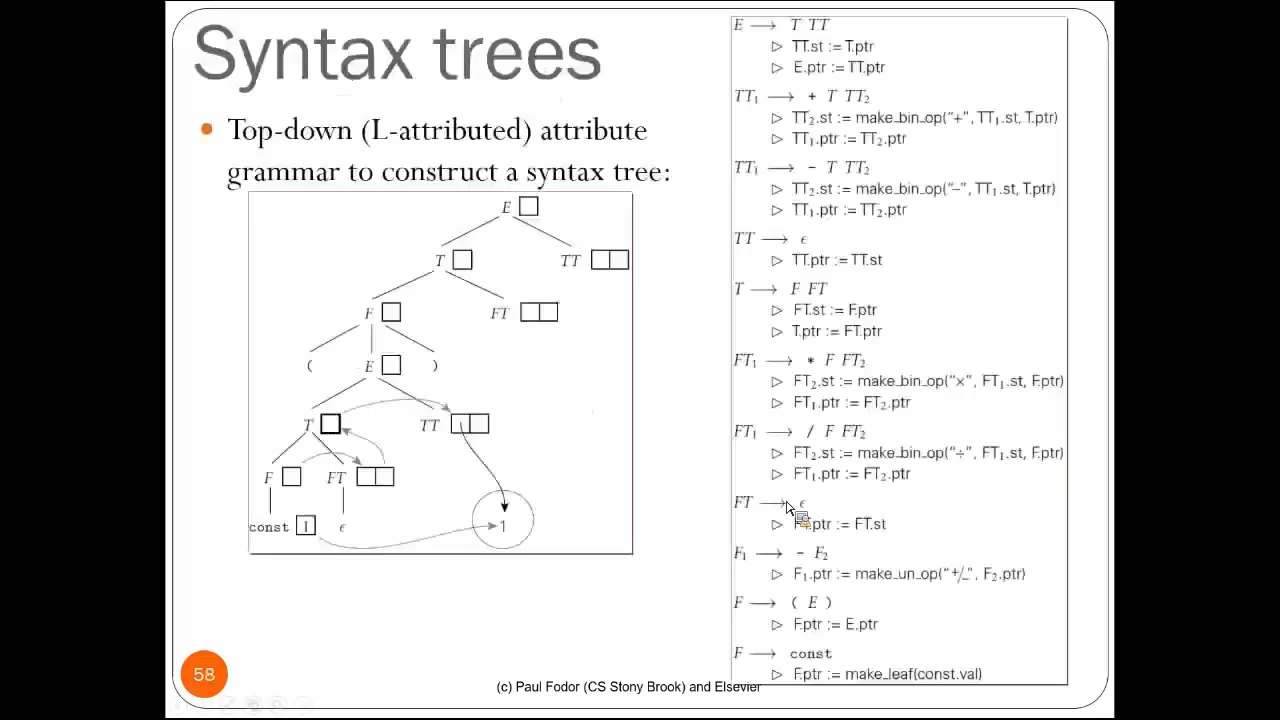 Syntax trees
• Top-down (L-attributed) attribute
grammar to construct a syntax tree:
E
T TT
F FT
( E )
T TT
F FT
const 1 ϵ 1
E ⟶ T TT
▷ TT.st := T.ptr
▷ E.ptr := TT.ptr
TT₁ ⟶ + T TT₂
▷ TT₂.st := make_bin_op("+", TT₁.st, T.ptr)
▷ TT₁.ptr := TT₂.ptr
TT₁ ⟶ - T TT₂
▷ TT₂.st := make_bin_op("−", TT₁.st, T.ptr)
▷ TT₁.ptr := TT₂.ptr
TT ⟶ ϵ
▷ TT.ptr := TT.st
T ⟶ F FT
▷ FT.st := F.ptr
▷ T.ptr := FT.ptr
FT₁ ⟶ * F FT₂
▷ FT₂.st := make_bin_op("×", FT₁.st, F.ptr)
▷ FT₁.ptr := FT₂.ptr
FT₁ ⟶ / F FT₂
▷ FT₂.st := make_bin_op("÷", FT₁.st, F.ptr)
▷ FT₁.ptr := FT₂.ptr
FT ⟶ ϵ
▷ .ptr := FT.st
F₁ ⟶ - F₂
▷ F₁.ptr := make_un_op("+/_", F₂.ptr)
F ⟶ ( E )
▷ F.ptr := E.ptr
F ⟶ const
▷ F.ptr := make_leaf(const.val)
58
(c) Paul Fodor (CS Stony Brook) and Elsevier